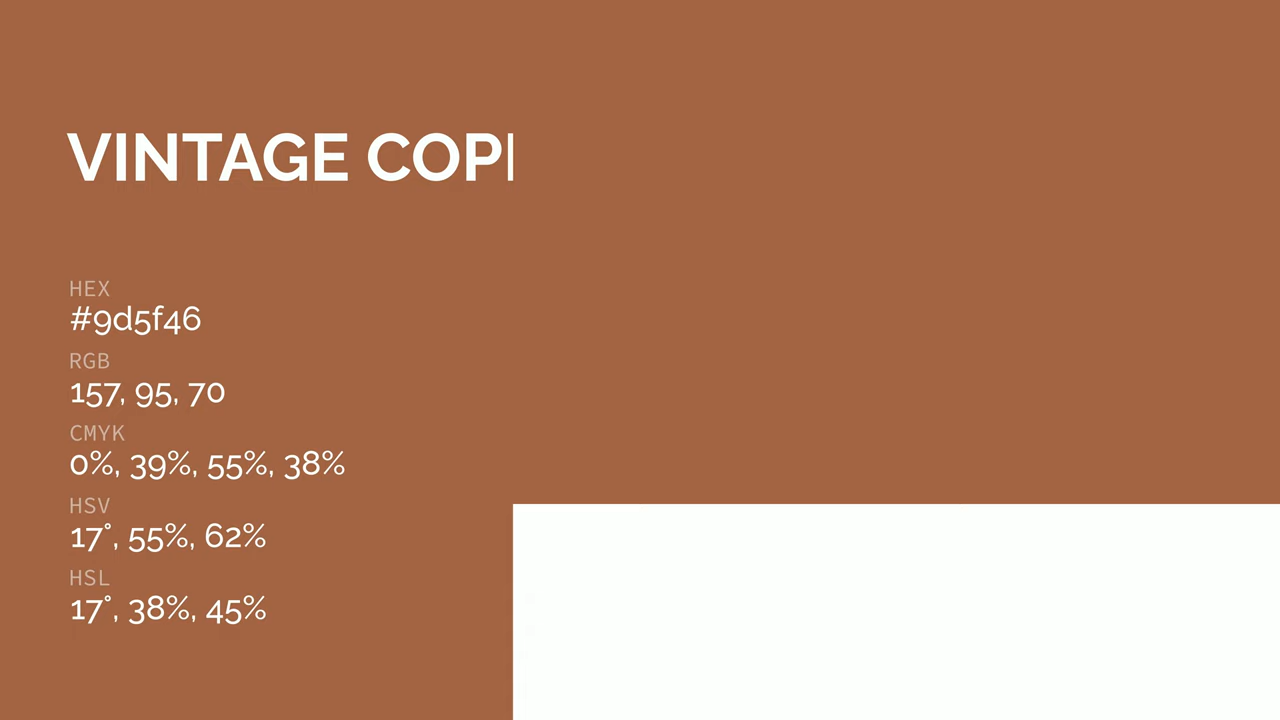 VINTAGE COP
HEX
#9d5f46
RGB
157, 95, 70
CMYK
0%, 39%, 55%, 38%
HSV
17°, 55%, 62%
HSL
17°, 38%, 45%